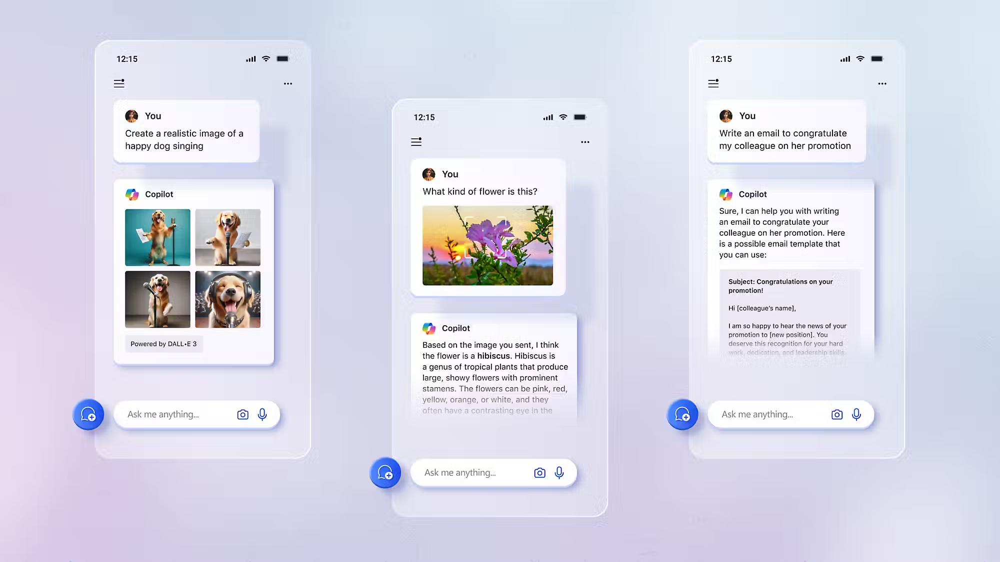 12:15
You
Create a realistic image of a
happy dog singing
Copilot
Powered by DALL•E 3
Ask me anything...
12:15
You
What kind of flower is this?
Copilot
Based on the image you sent, I think
the flower is a hibiscus. Hibiscus is
a genus of tropical plants that produce
large, showy flowers with prominent
stamens. The flowers can be pink, red,
yellow, orange, or white, and they
often have a contrasting eye in the
Ask me anything...
12:15
You
Write an email to congratulate
my colleague on her promotion
Copilot
Sure, I can help you with writing
an email to congratulate your
colleague on her promotion. Here
is a possible email template that
you can use:
Subject: Congratulations on your
promotion!
Hi [colleague’s name],
I am so happy to hear the news of your
promotion to [new position]. You
deserve this recognition for your hard
work, dedication, and leadership skills
Ask me anything...